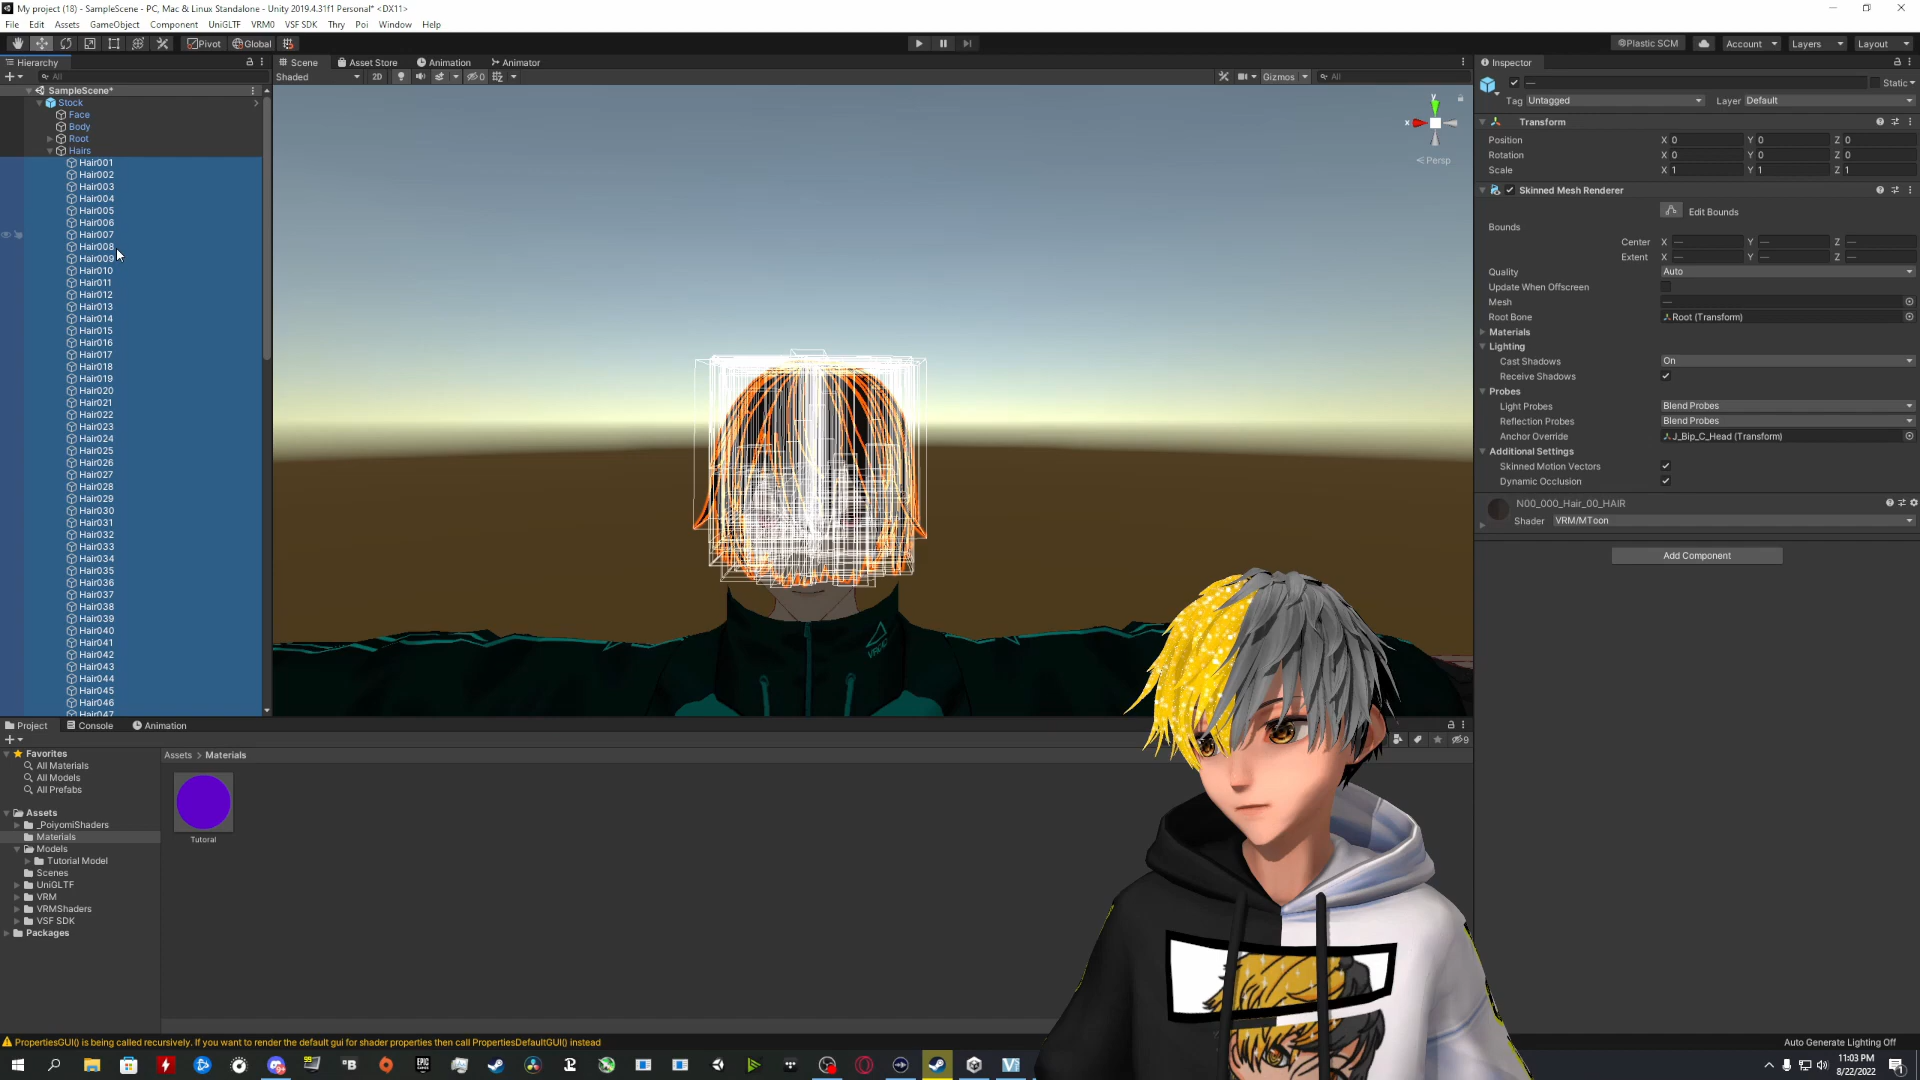 My project (18) - SampleScene - PC, Mac & Linux Standalone - Unity 2019.4.31f1 Personal* <DX11>
File Edit Assets GameObject Component UniGLTF VRM0 VSF SDK Thry Poi Window Help
Pivot Global Plastic SCM Account Layers Layout
Hierarchy Scene Asset Store Animation Animator Inspector
All Shaded 2D 0 Gizmos All
Static
SampleScene*
Tag Untagged Layer Default
Stock
Face
Body
Root
Hairs
Hair001
Hair002
Hair003
Hair004
Hair005
Hair006
Hair007
Hair008
Hair009
Hair010
Hair011
Hair012
Hair013
Hair014
Hair015
Hair016
Hair017
Hair018
Hair019
Hair020
Hair021
Hair022
Hair023
Hair024
Hair025
Hair026
Hair027
Hair028
Hair029
Hair030
Hair031
Hair032
Hair033
Hair034
Hair035
Hair036
Hair037
Hair038
Hair039
Hair040
Hair041
Hair042
Hair043
Hair044
Hair045
Hair046
Hair047
y
x
< Persp
Transform
Position X 0 Y 0 Z 0
Rotation X 0 Y 0 Z 0
Scale X 1 Y 1 Z 1
Skinned Mesh Renderer
Edit Bounds
Bounds
Center X — Y — Z —
Extent X — Y — Z —
Quality Auto
Update When Offscreen
Mesh —
Root Bone Root (Transform)
Materials
Lighting
Cast Shadows On
Receive Shadows
Probes
Light Probes Blend Probes
Reflection Probes Blend Probes
Anchor Override J_Bip_C_Head (Transform)
Additional Settings
Skinned Motion Vectors
Dynamic Occlusion
N00_000_Hair_00_HAIR
Shader VRM/MToon
Add Component
Project Console Animation
9
Favorites
All Materials
All Models
All Prefabs
Assets
_PoiyomiShaders
Materials
Models
Tutorial Model
Scenes
UniGLTF
VRM
VRMShaders
VSF SDK
Packages
Assets > Materials
Tutoral
PropertiesGUI() is being called recursively. If you want to render the default gui for shader properties then call PropertiesDefaultGUI() instead
Auto Generate Lighting Off
11:03 PM
8/22/2022